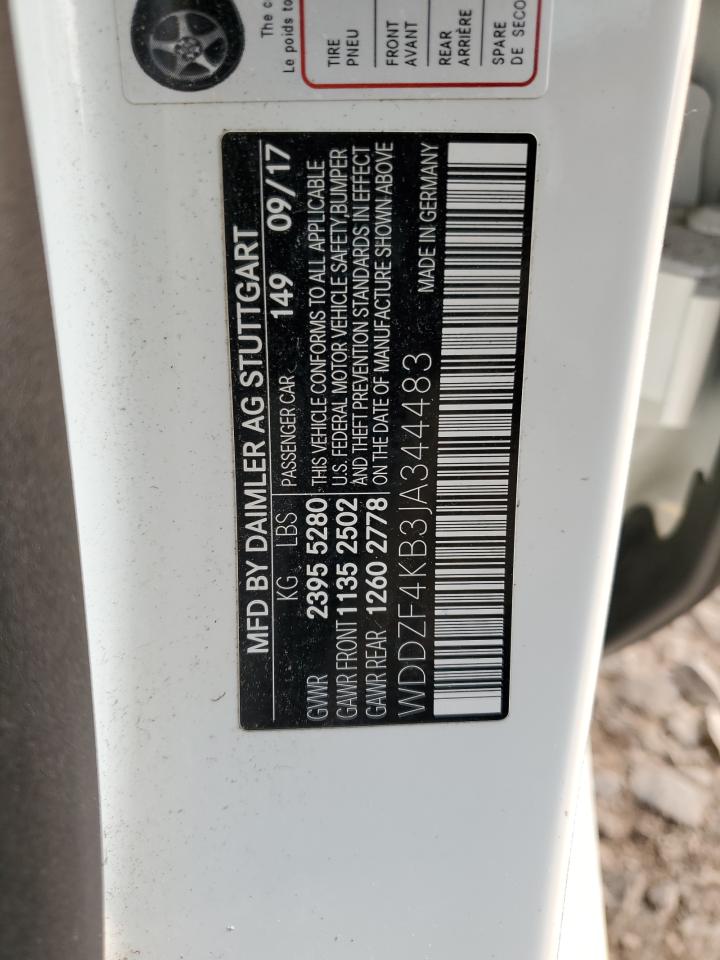 The c
Le poids to
TIRE
PNEU
FRONT
AVANT
REAR
ARRIÈRE
SPARE
DE SECO
MFD BY DAIMLER AG STUTTGART
KG LBS PASSENGER CAR 149 09/17
GVWR 2395 5280 THIS VEHICLE CONFORMS TO ALL APPLICABLE
GAWR FRONT 1135 2502 U.S. FEDERAL MOTOR VEHICLE SAFETY, BUMPER
GAWR REAR 1260 2778 AND THEFT PREVENTION STANDARDS IN EFFECT
ON THE DATE OF MANUFACTURE SHOWN ABOVE
WDDZF4KB3JA344483 MADE IN GERMANY